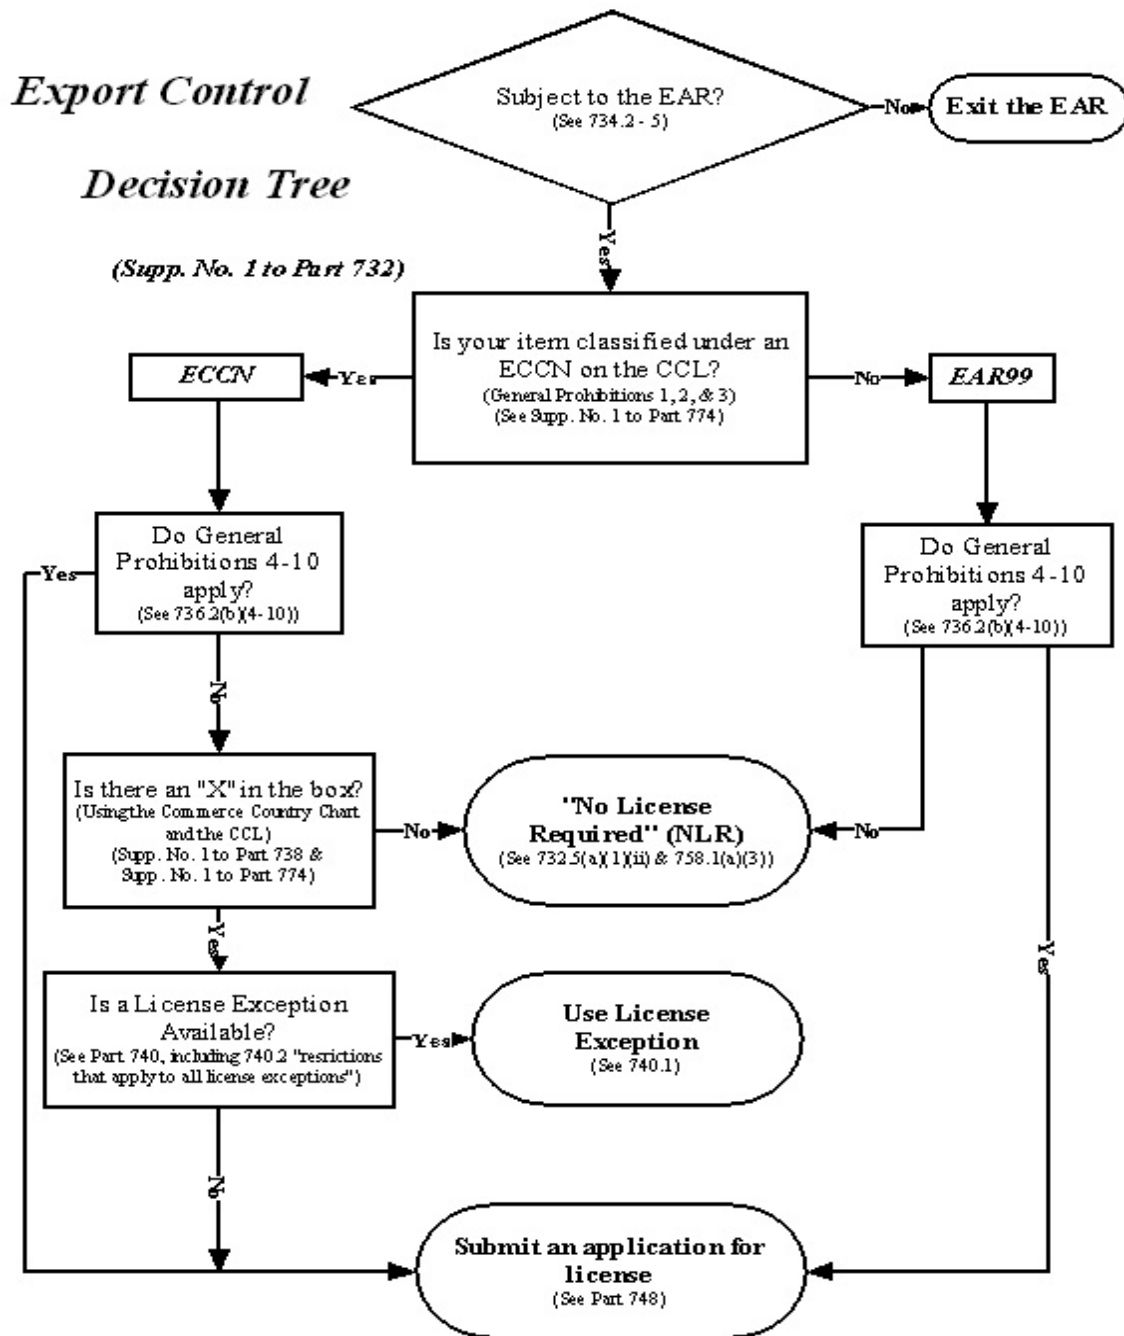 Export Control
Decision Tree
(Supp. No. 1 to Part 732)
Subject to the EAR?
(See 734.2 - 5)
No
Exit the EAR
Yes
Is your item classified under an
ECCN on the CCL?
(General Prohibitions 1, 2, & 3)
(See Supp. No. 1 to Part 774)
Yes
ECCN
No
EAR99
Do General
Prohibitions 4-10
apply?
(See 736.2(b)(4-10))
Yes
No
Do General
Prohibitions 4-10
apply?
(See 736.2(b)(4-10))
No
Yes
Is there an "X" in the box?
(Using the Commerce Country Chart
and the CCL)
(Supp. No. 1 to Part 738 &
Supp. No. 1 to Part 774)
No
Yes
"No License
Required" (NLR)
(See 732.5(a)(1)(ii) & 758.1(a)(3))
Is a License Exception
Available?
(See Part 740, including 740.2 "resrictions
that apply to all license exceptions")
Yes
No
Use License
Exception
(See 740.1)
Submit an application for
license
(See Part 748)